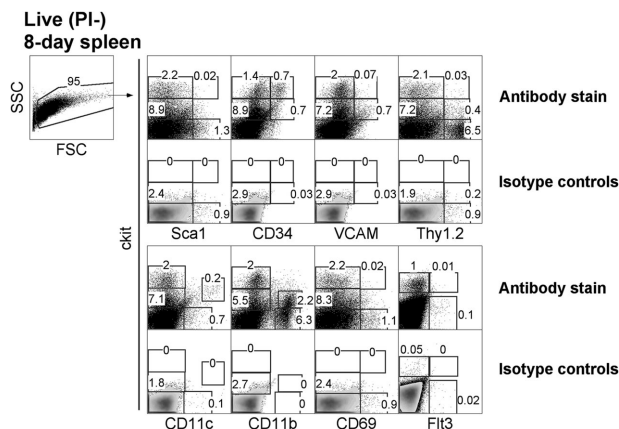 Live (PI-)
8-day spleen
95
SSC
FSC
ckit
2.2 0.02 1.4 0.7 2 0.07 2.1 0.03
Antibody stain
8.9 8.9 0.7 7.2 0.7 7.2 0.4
1.3 6.5
0 0 0 0 0 0 0 0
Isotype controls
2.4 2.9 0.03 2.9 0.03 1.9 0.2
0.9 0.9
Sca1 CD34 VCAM Thy1.2
2 0.2 2 2.2 0.02 1 0.01
Antibody stain
7.1 5.5 2.2 8.3
0.7 6.3 1.1 0.1
0 0 0 0 0 0.05 0
Isotype controls
1.8 2.7 0 2.4
0.1 0 0.9 0.02
CD11c CD11b CD69 Flt3